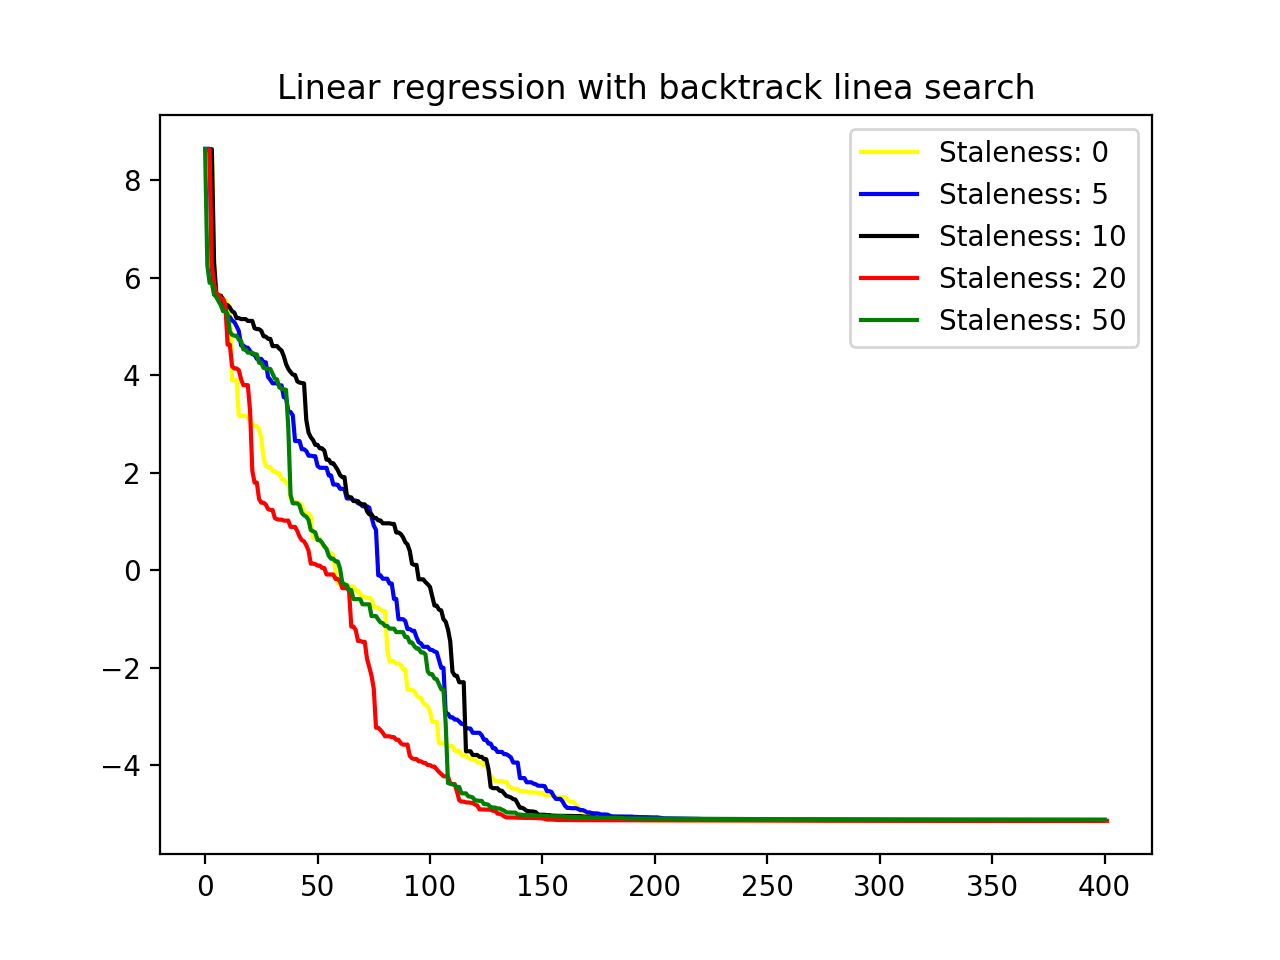 Linear regression with backtrack linea search
Staleness: 0
Staleness: 5
Staleness: 10
Staleness: 20
Staleness: 50
8
6
4
2
0
−2
−4
0 50 100 150 200 250 300 350 400